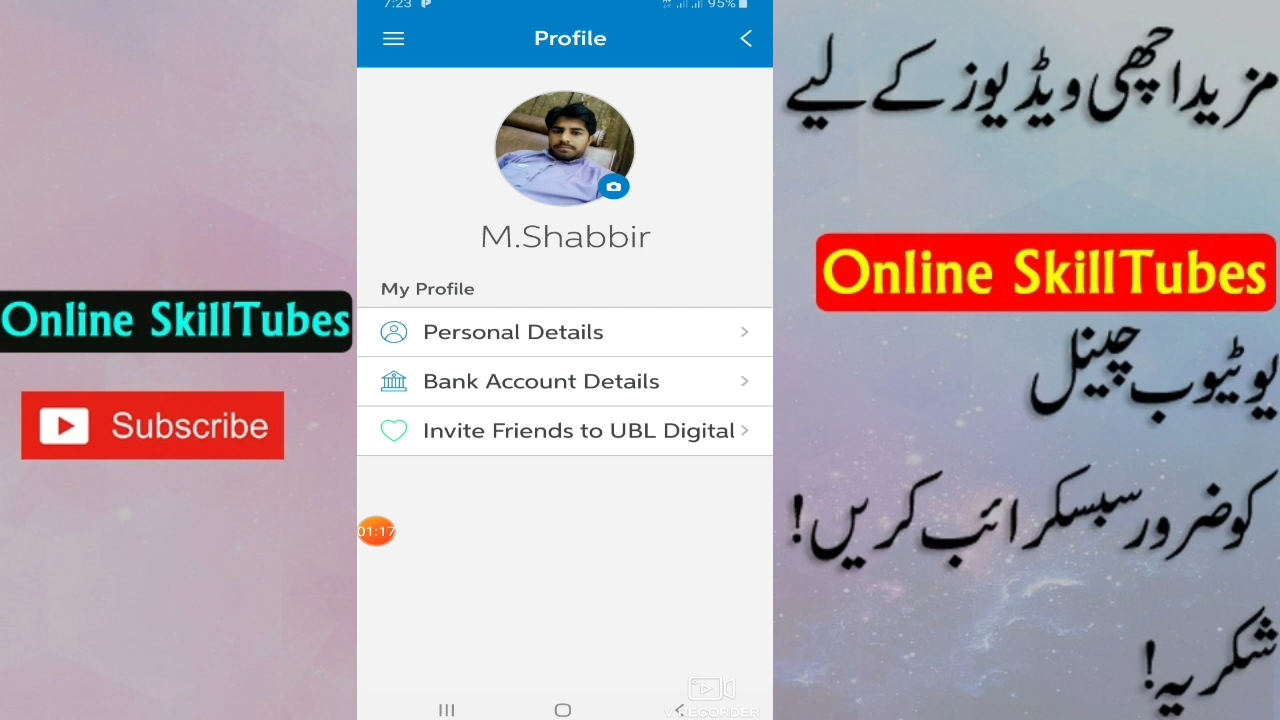 Online SkillTubes
Subscribe
7:23
95%
Profile
M.Shabbir
My Profile
Personal Details
Bank Account Details
Invite Friends to UBL Digital
01:17
V RECORDER
مزید اچھی ویڈیوز کے لیے
Online SkillTubes
یوٹیوب چینل
کو ضرور سبسکرائب کریں!
شکریہ!